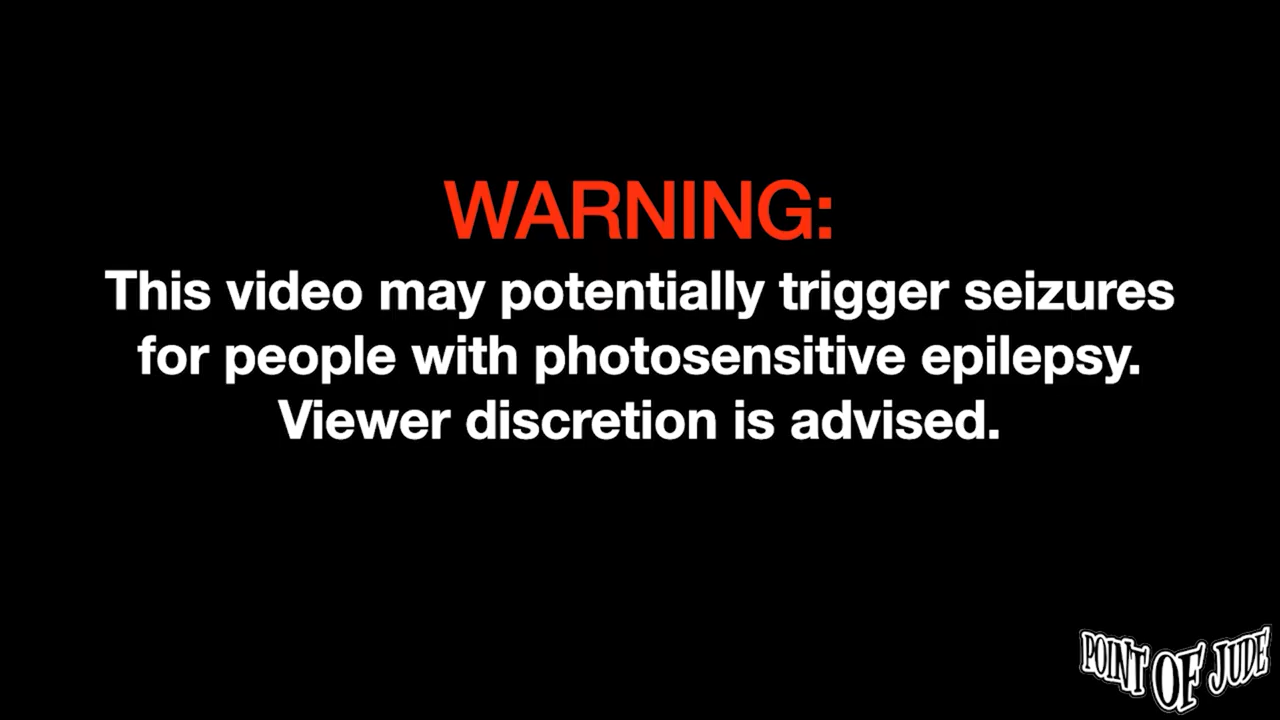 WARNING:
This video may potentially trigger seizures
for people with photosensitive epilepsy.
Viewer discretion is advised.
POINT OF JUDE